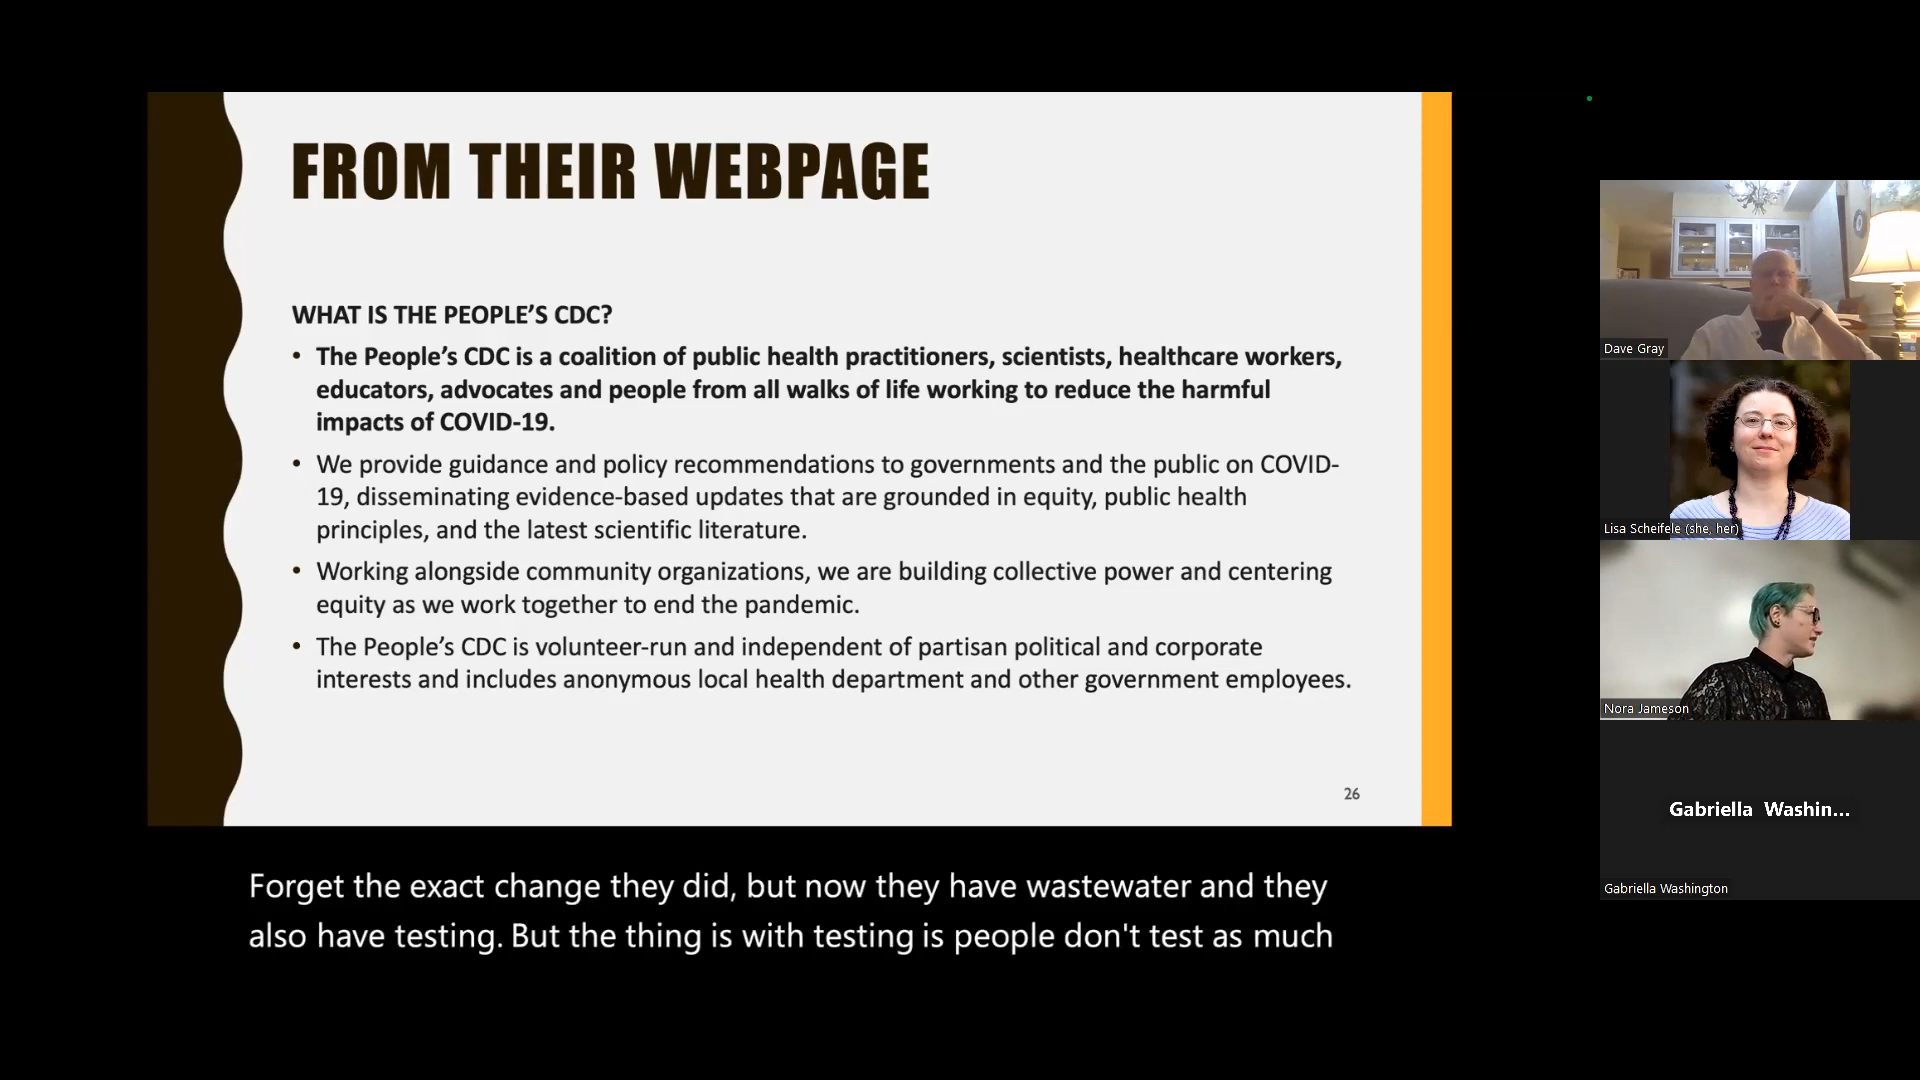 FROM THEIR WEBPAGE
WHAT IS THE PEOPLE’S CDC?
• The People’s CDC is a coalition of public health practitioners, scientists, healthcare workers,
educators, advocates and people from all walks of life working to reduce the harmful
impacts of COVID-19.
• We provide guidance and policy recommendations to governments and the public on COVID-
19, disseminating evidence-based updates that are grounded in equity, public health
principles, and the latest scientific literature.
• Working alongside community organizations, we are building collective power and centering
equity as we work together to end the pandemic.
• The People’s CDC is volunteer-run and independent of partisan political and corporate
interests and includes anonymous local health department and other government employees.
26
Forget the exact change they did, but now they have wastewater and they
also have testing. But the thing is with testing is people don't test as much
Dave Gray
Lisa Scheifele (she, her)
Nora Jameson
Gabriella Washin...
Gabriella Washington